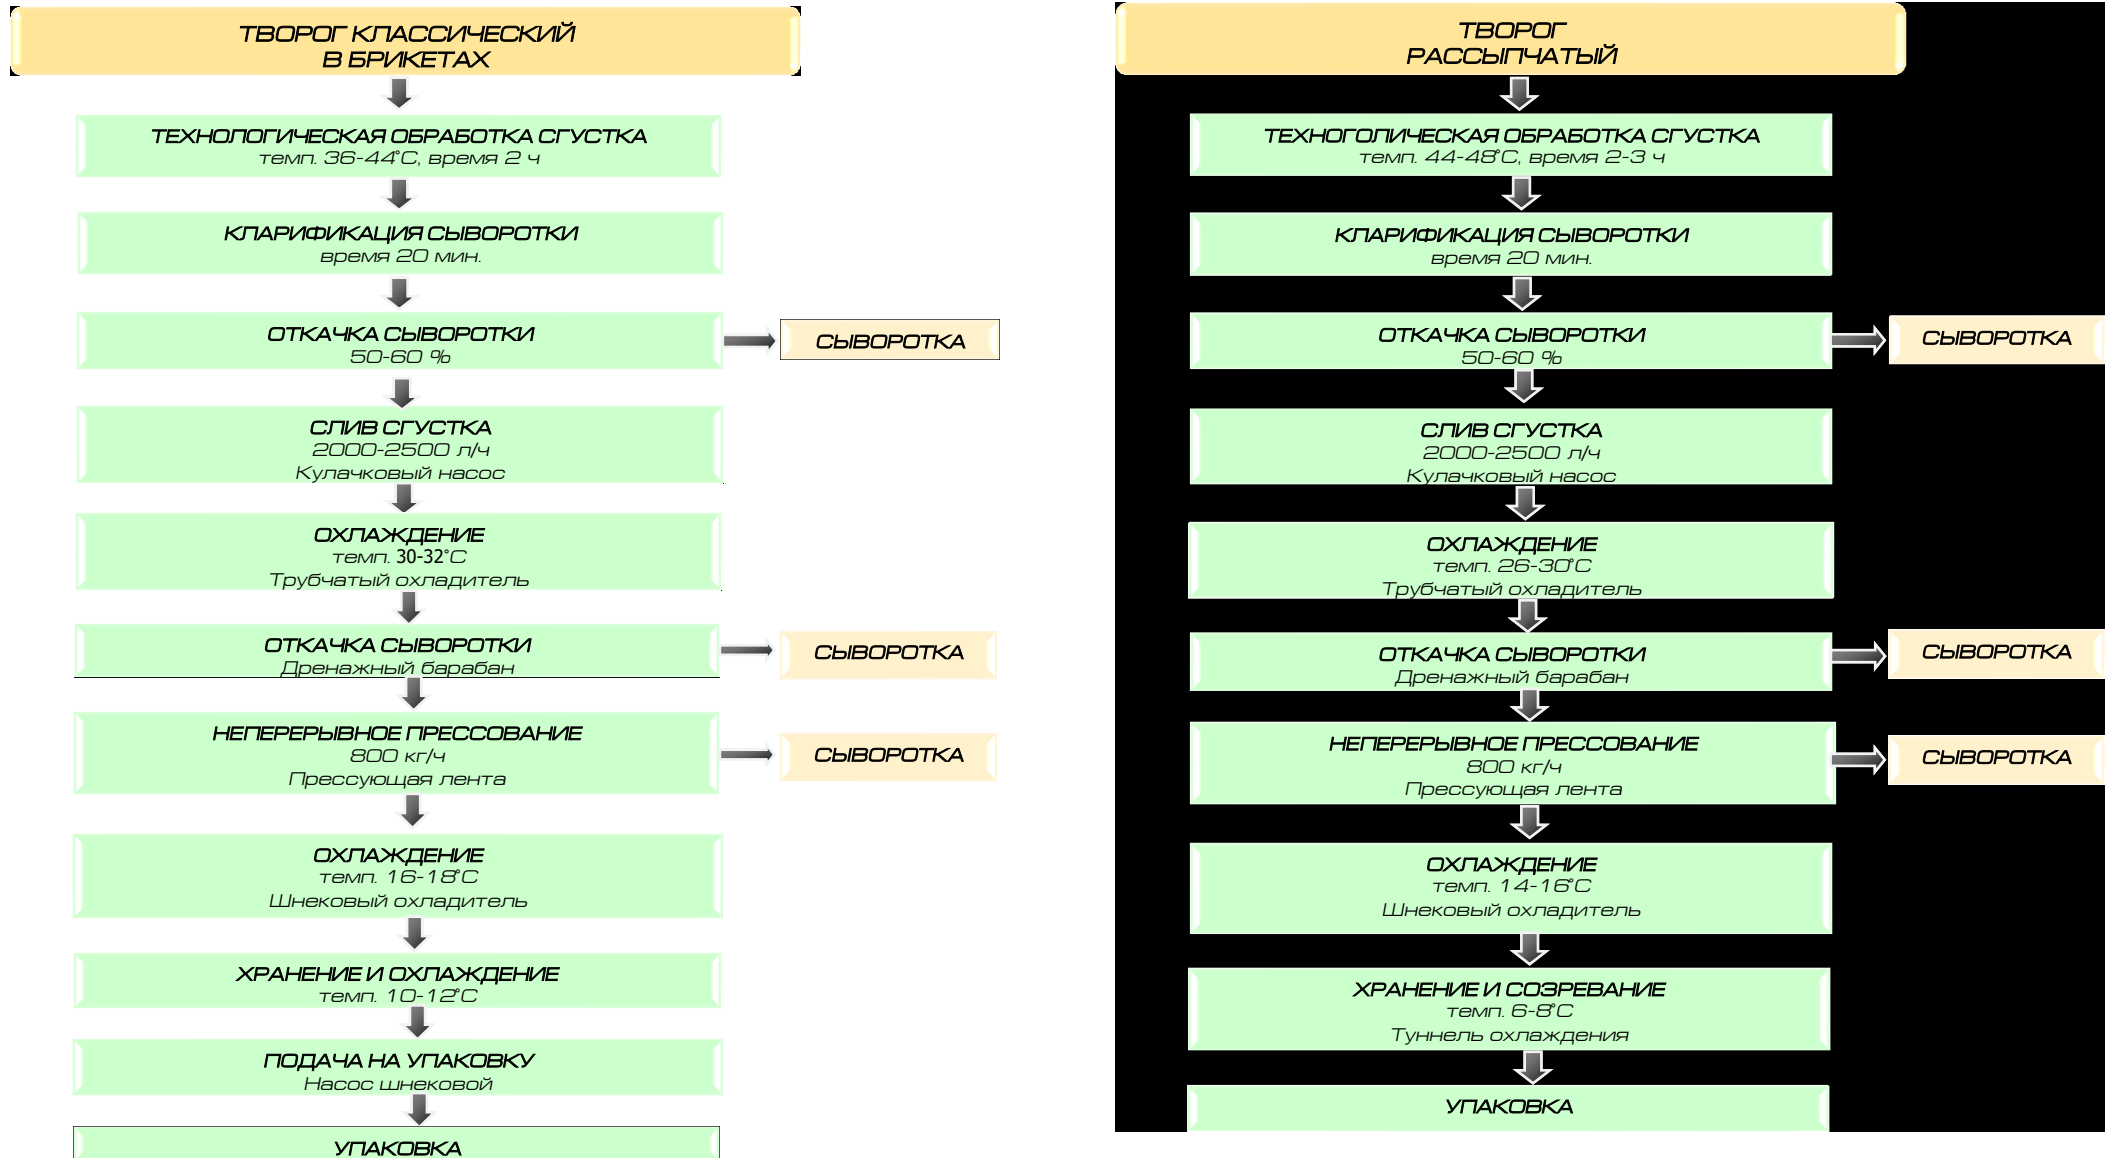 ТВОРОГ КЛАССИЧЕСКИЙ
В БРИКЕТАХ
ТЕХНОЛОГИЧЕСКАЯ ОБРАБОТКА СГУСТКА
темп. 36-44°С, время 2 ч
КЛАРИФИКАЦИЯ СЫВОРОТКИ
время 20 мин.
ОТКАЧКА СЫВОРОТКИ
50-60 %
СЫВОРОТКА
СЛИВ СГУСТКА
2000-2500 л/ч
Кулачковый насос
ОХЛАЖДЕНИЕ
темп. 30-32°С
Трубчатый охладитель
ОТКАЧКА СЫВОРОТКИ
Дренажный барабан
СЫВОРОТКА
НЕПЕРЕРЫВНОЕ ПРЕССОВАНИЕ
800 кг/ч
Прессующая лента
СЫВОРОТКА
ОХЛАЖДЕНИЕ
темп. 16-18°С
Шнековый охладитель
ХРАНЕНИЕ И ОХЛАЖДЕНИЕ
темп. 10-12°С
ПОДАЧА НА УПАКОВКУ
Насос шнековой
УПАКОВКА
ТВОРОГ
РАССЫПЧАТЫЙ
ТЕХНОГОЛИЧЕСКАЯ ОБРАБОТКА СГУСТКА
темп. 44-48°С, время 2-3 ч
КЛАРИФИКАЦИЯ СЫВОРОТКИ
время 20 мин.
ОТКАЧКА СЫВОРОТКИ
50-60 %
СЫВОРОТКА
СЛИВ СГУСТКА
2000-2500 л/ч
Кулачковый насос
ОХЛАЖДЕНИЕ
темп. 26-30°С
Трубчатый охладитель
ОТКАЧКА СЫВОРОТКИ
Дренажный барабан
СЫВОРОТКА
НЕПЕРЕРЫВНОЕ ПРЕССОВАНИЕ
800 кг/ч
Прессующая лента
СЫВОРОТКА
ОХЛАЖДЕНИЕ
темп. 14-16°С
Шнековый охладитель
ХРАНЕНИЕ И СОЗРЕВАНИЕ
темп. 6-8°С
Туннель охлаждения
УПАКОВКА